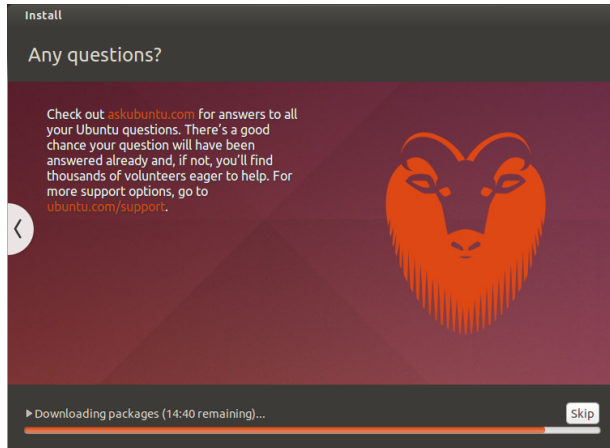 Install
Any questions?
Check out askubuntu.com for answers to all
your Ubuntu questions. There's a good
chance your question will have been
answered already and, if not, you'll find
thousands of volunteers eager to help. For
more support options, go to
ubuntu.com/support.
Downloading packages (14:40 remaining)...
Skip